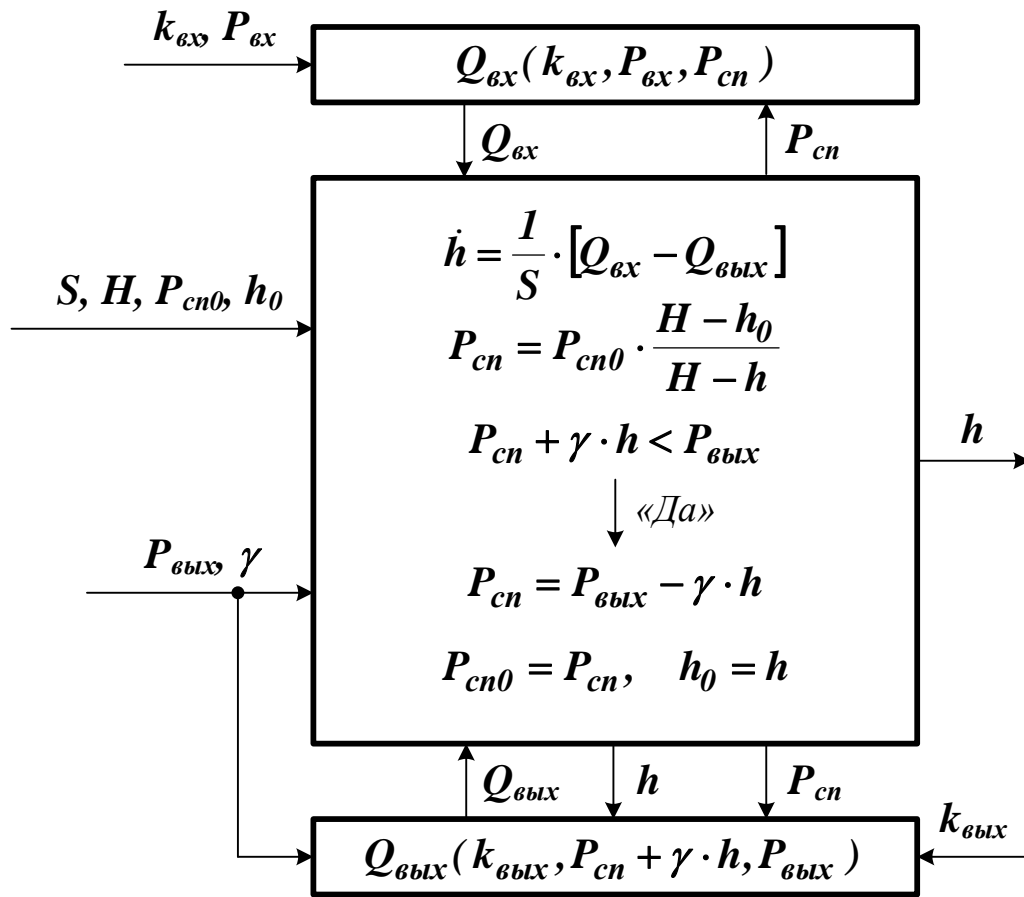 k_вх, P_вх
Q_вх(k_вх, P_вх, P_сп)
Q_вх
P_сп
ḣ = 1/S · [Q_вх − Q_вых]
S, H, P_сп0, h_0
P_сп = P_сп0 · (H − h_0)/(H − h)
P_сп + γ · h < P_вых
h
«Да»
P_вых, γ
P_сп = P_вых − γ · h
P_сп0 = P_сп, h_0 = h
Q_вых
h
P_сп
k_вых
Q_вых(k_вых, P_сп + γ · h, P_вых)